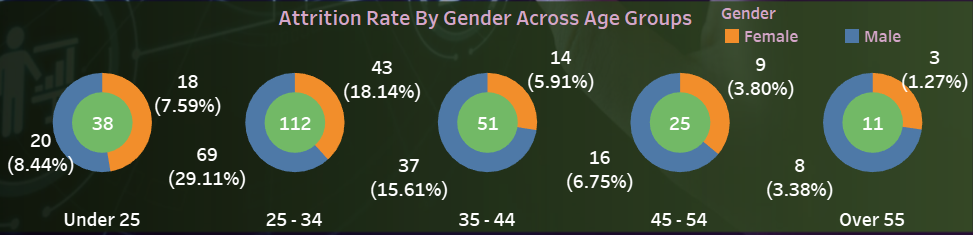 Attrition Rate By Gender Across Age Groups
Gender
Female
Male
38
18
(7.59%)
20
(8.44%)
Under 25
112
43
(18.14%)
69
(29.11%)
25 - 34
51
14
(5.91%)
37
(15.61%)
35 - 44
25
9
(3.80%)
16
(6.75%)
45 - 54
11
3
(1.27%)
8
(3.38%)
Over 55